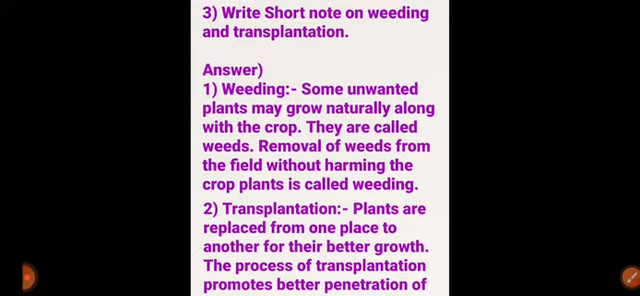 3) Write Short note on weeding
and transplantation.
Answer)
1) Weeding:- Some unwanted
plants may grow naturally along
with the crop. They are called
weeds. Removal of weeds from
the field without harming the
crop plants is called weeding.
2) Transplantation:- Plants are
replaced from one place to
another for their better growth.
The process of transplantation
promotes better penetration of